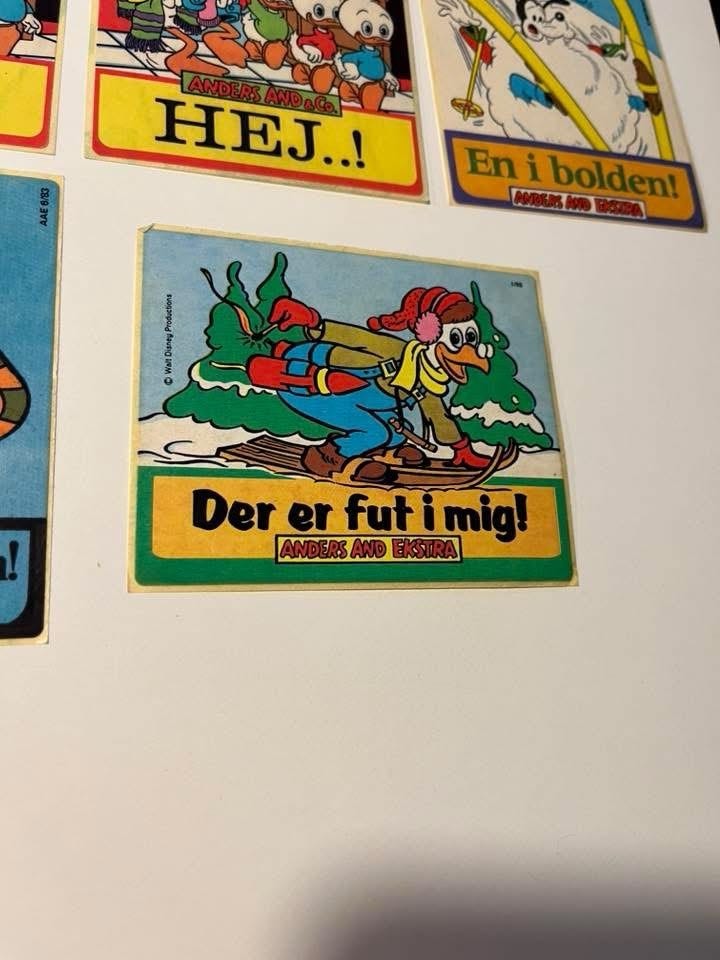 ANDERS AND & Co.
HEJ..!
En i bolden!
ANDERS AND EKSTRA
AAE 6/83
© Walt Disney Productions
Der er fut i mig!
ANDERS AND EKSTRA
!